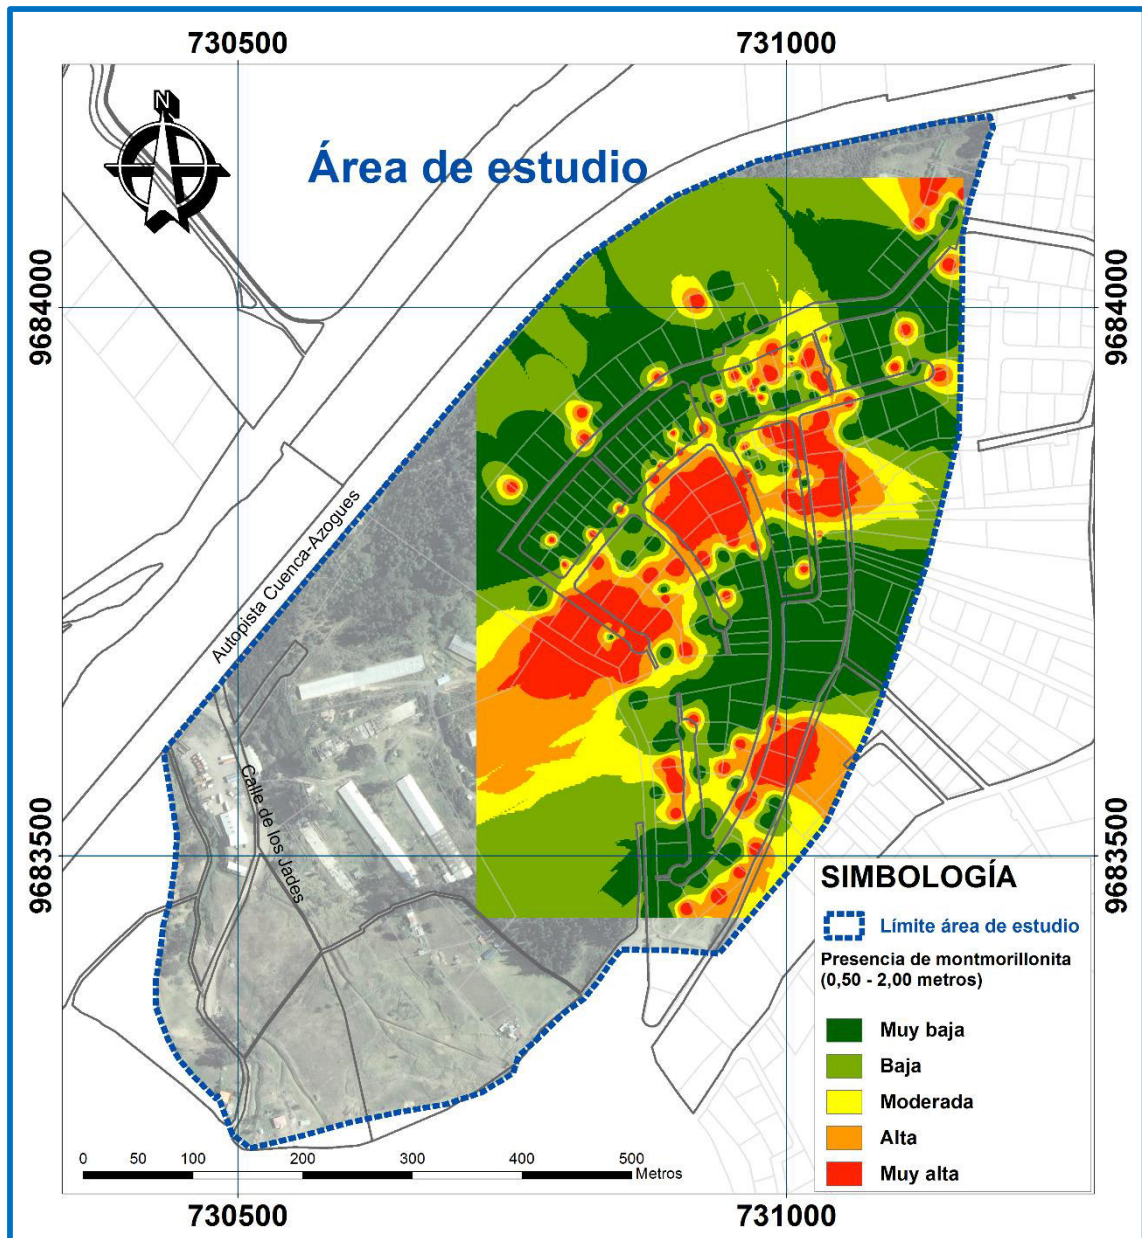 730500
731000
N
Área de estudio
9684000
9684000
Autopista Cuenca-Azogues
Calle de los Jades
9683500
9683500
SIMBOLOGÍA
Límite área de estudio
Presencia de montmorillonita
(0,50 - 2,00 metros)
Muy baja
Baja
Moderada
Alta
Muy alta
0 50 100 200 300 400 500
Metros
730500
731000